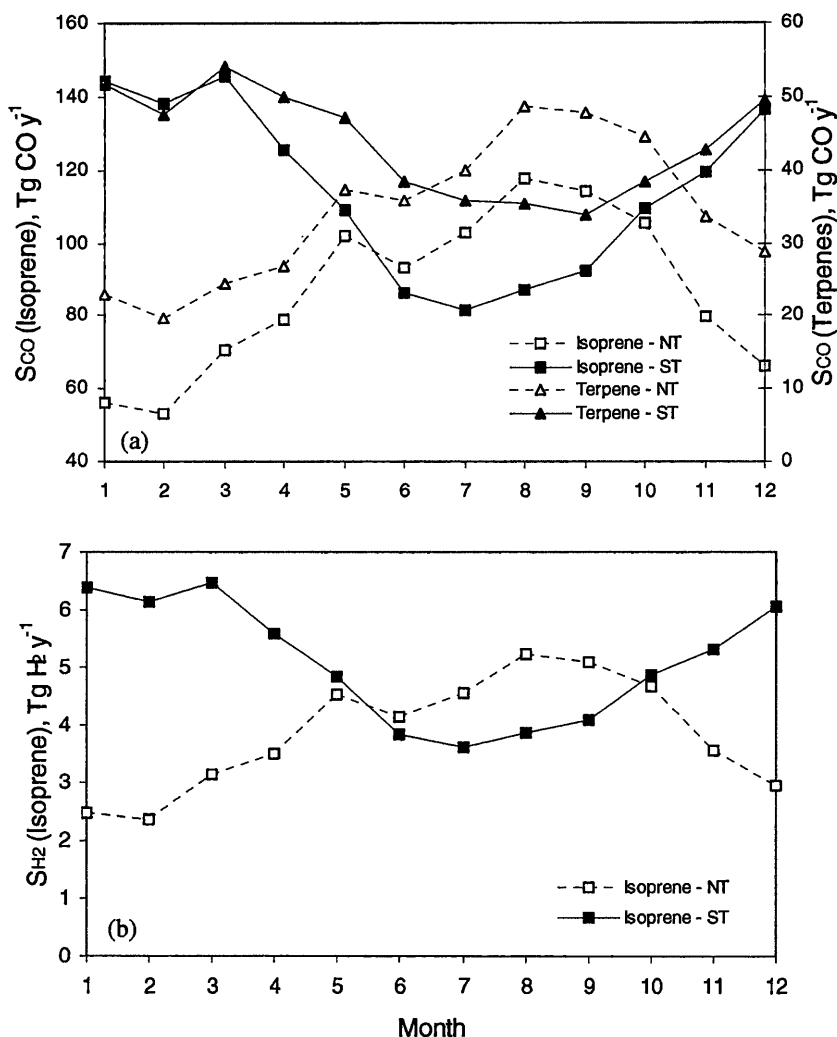 160
140
120
100
80
60
40
60
50
40
30
20
10
0
Sco (Isoprene), Tg CO y-1
Sco (Terpenes), Tg CO y-1
Isoprene - NT
Isoprene - ST
Terpene - NT
Terpene - ST
(a)
1 2 3 4 5 6 7 8 9 10 11 12
7
6
5
4
3
2
1
0
SH2 (Isoprene), Tg H2 y-1
Isoprene - NT
Isoprene - ST
(b)
1 2 3 4 5 6 7 8 9 10 11 12
Month